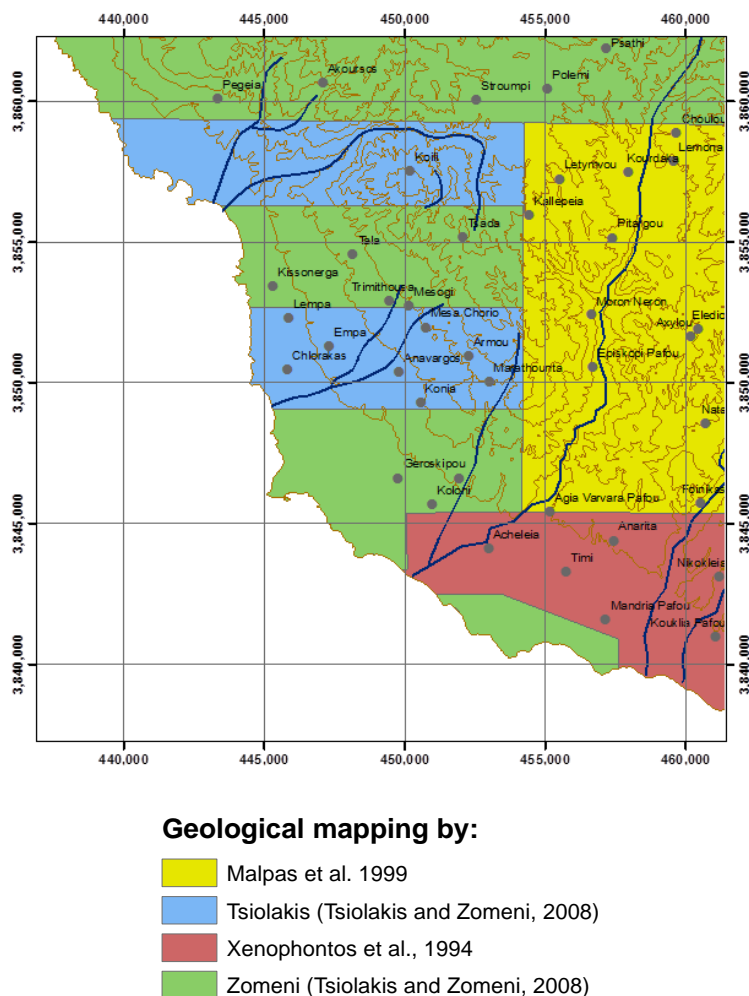 440,000 445,000 450,000 455,000 460,000
3,860,000
3,855,000
3,850,000
3,845,000
3,840,000
3,860,000
3,855,000
3,850,000
3,845,000
3,840,000
Psathi
Akoursos
Polemi
Pegeia
Stroumpi
Choulou
Lemona
Koili
Letymvou
Kourdaka
Kallepeia
Tsada
Pitargou
Tala
Kissonerga
Trimithousa
Mesogi
Lempa
Mesa Chorio
Moron Neron
Eledio
Axylou
Empa
Armou
Chlorakas
Anavargos
Marathounta
Episkopi Pafou
Konia
Nata
Geroskipou
Koloni
Agia Varvara Pafou
Foinikas
Acheleia
Anarita
Timi
Nikokleia
Mandria Pafou
Kouklia Pafou
440,000 445,000 450,000 455,000 460,000
Geological mapping by:
Malpas et al. 1999
Tsiolakis (Tsiolakis and Zomeni, 2008)
Xenophontos et al., 1994
Zomeni (Tsiolakis and Zomeni, 2008)